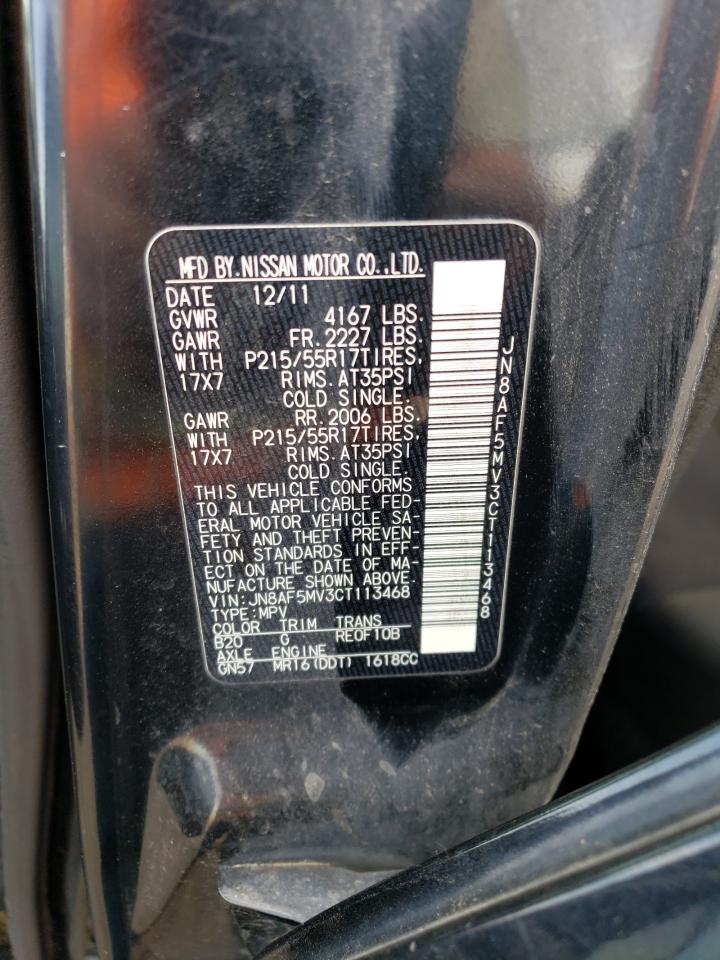 MFD BY. NISSAN MOTOR CO., LTD.
DATE 12/11
GVWR 4167 LBS.
GAWR FR. 2227 LBS.
WITH P215/55R17TIRES,
17X7 RIMS. AT35PSI
COLD SINGLE.
GAWR RR. 2006 LBS.
WITH P215/55R17TIRES,
17X7 RIMS. AT35PSI
COLD SINGLE.
THIS VEHICLE CONFORMS
TO ALL APPLICABLE FED-
ERAL MOTOR VEHICLE SA-
FETY AND THEFT PREVEN-
TION STANDARDS IN EFF-
ECT ON THE DATE OF MA-
NUFACTURE SHOWN ABOVE.
VIN:JN8AF5MV3CT113468
TYPE:MPV
COLOR TRIM TRANS
B20 G RE0F10B
AXLE ENGINE
GN57 MR16(DDT) 1618CC
JN8AF5MV3CT113468